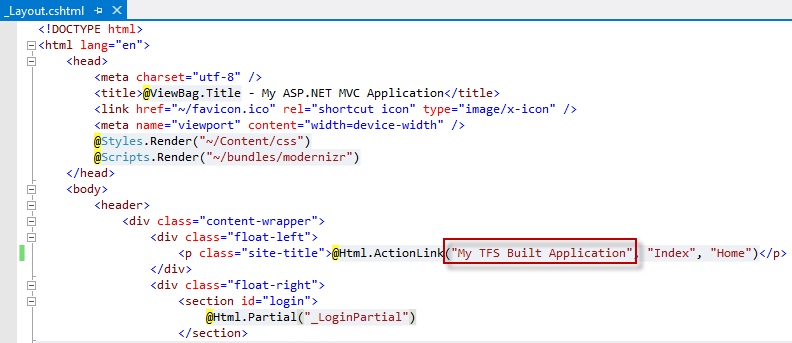 _Layout.cshtml
<!DOCTYPE html>
<html lang="en">
<head>
<meta charset="utf-8" />
<title>@ViewBag.Title - My ASP.NET MVC Application</title>
<link href="~/favicon.ico" rel="shortcut icon" type="image/x-icon" />
<meta name="viewport" content="width=device-width" />
@Styles.Render("~/Content/css")
@Scripts.Render("~/bundles/modernizr")
</head>
<body>
<header>
<div class="content-wrapper">
<div class="float-left">
<p class="site-title">@Html.ActionLink("My TFS Built Application", "Index", "Home")</p>
</div>
<div class="float-right">
<section id="login">
@Html.Partial("_LoginPartial")
</section>